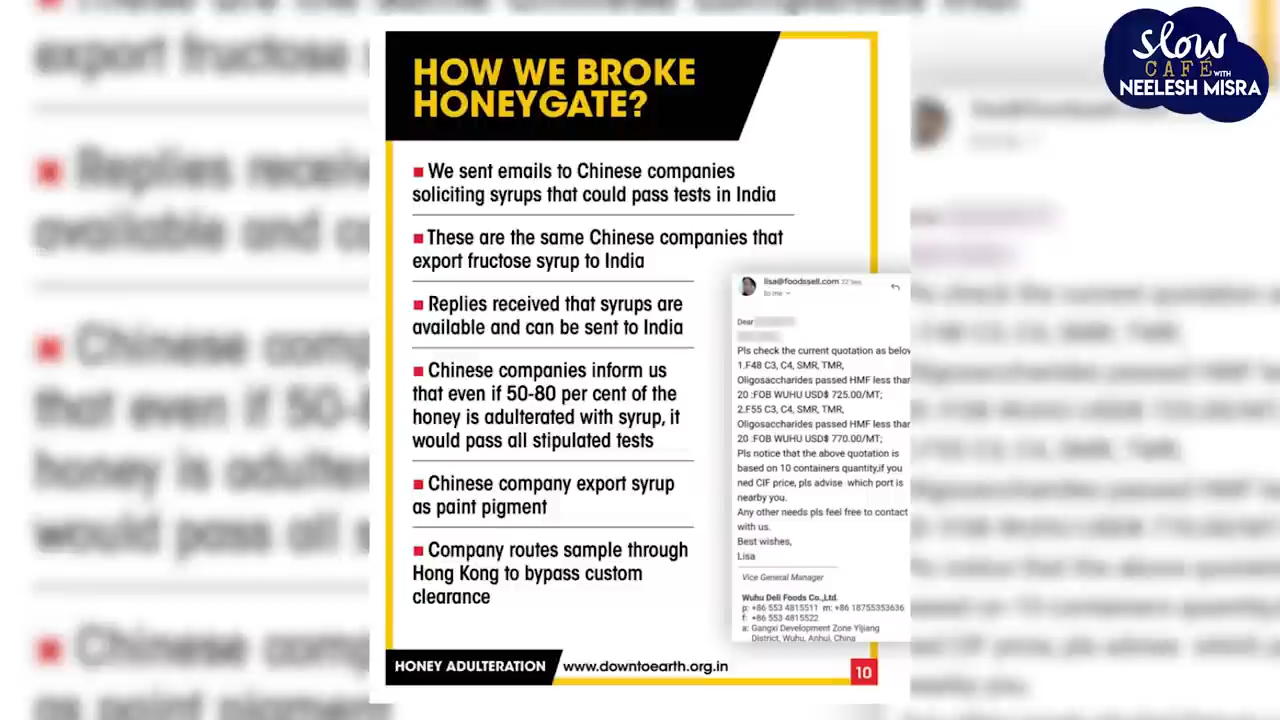 slow
CAFÉ WITH
NEELESH MISRA
HOW WE BROKE
HONEYGATE?
We sent emails to Chinese companies
soliciting syrups that could pass tests in India
These are the same Chinese companies that
export fructose syrup to India
Replies received that syrups are
available and can be sent to India
Chinese companies inform us
that even if 50-80 per cent of the
honey is adulterated with syrup, it
would pass all stipulated tests
Chinese company export syrup
as paint pigment
Company routes sample through
Hong Kong to bypass custom
clearance
lisa@foodssell.com 22 Sep
to me
Dear
Pls check the current quotation as below
1.F48 C3, C4, SMR, TMR,
Oligosaccharides passed HMF less than
20 :FOB WUHU USD$ 725.00/MT;
2.F55 C3, C4, SMR, TMR,
Oligosaccharides passed HMF less than
20 :FOB WUHU USD$ 770.00/MT;
Pls notice that the above quotation is
based on 10 containers quantity,if you
ned CIF price, pls advise which port is
nearby you.
Any other needs pls feel free to contact
with us.
Best wishes,
Lisa
Vice General Manager
Wuhu Deli Foods Co.,Ltd.
p: +86 553 4815511 m: +86 18755353636
f: +86 553 4815522
a: Gangxi Development Zone Yijiang
District, Wuhu, Anhui, China
HONEY ADULTERATION www.downtoearth.org.in 10